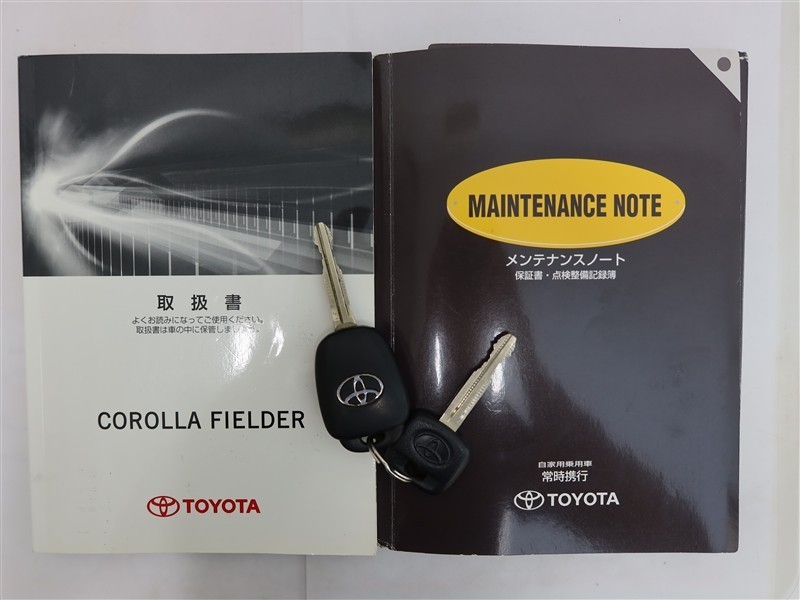 取扱書
よくお読みになってご使用ください。
取扱書は車の中に保管しましょう。
COROLLA FIELDER
TOYOTA
MAINTENANCE NOTE
メンテナンスノート
保証書・点検整備記録簿
自家用乗用車
常時携行
TOYOTA